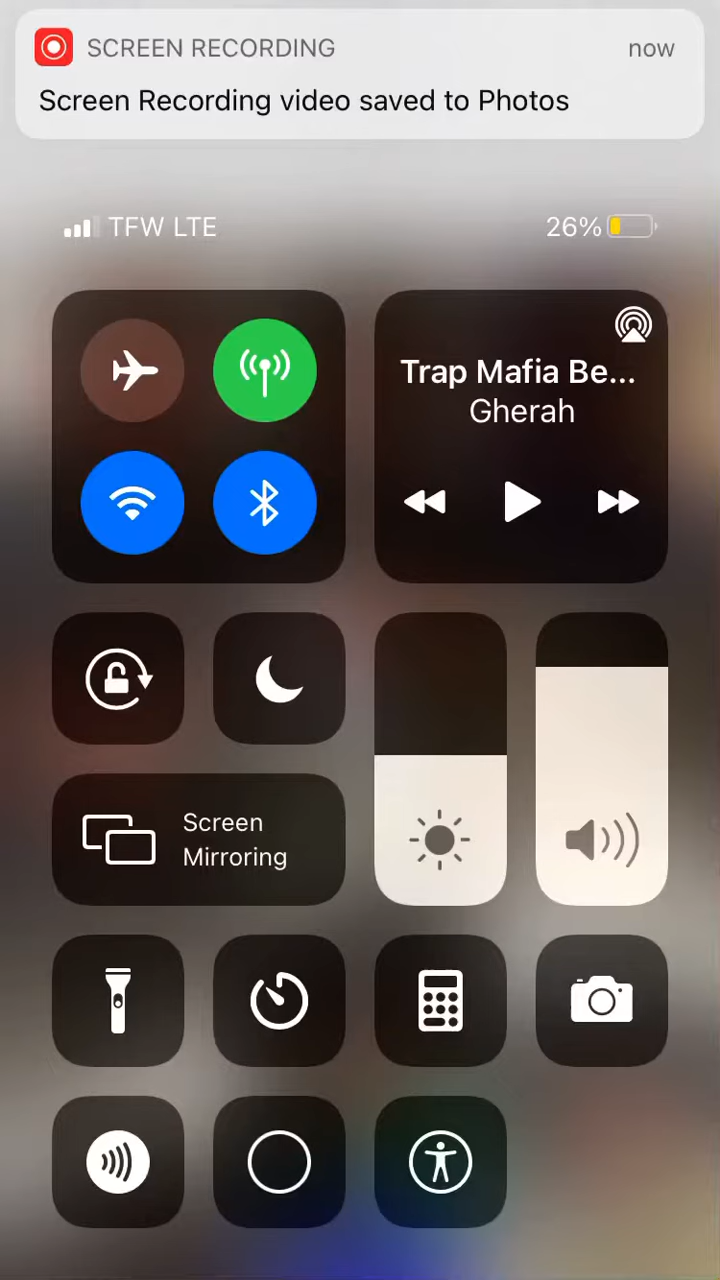 SCREEN RECORDING now
Screen Recording video saved to Photos
TFW LTE 26%
Trap Mafia Be...
Gherah
Screen
Mirroring